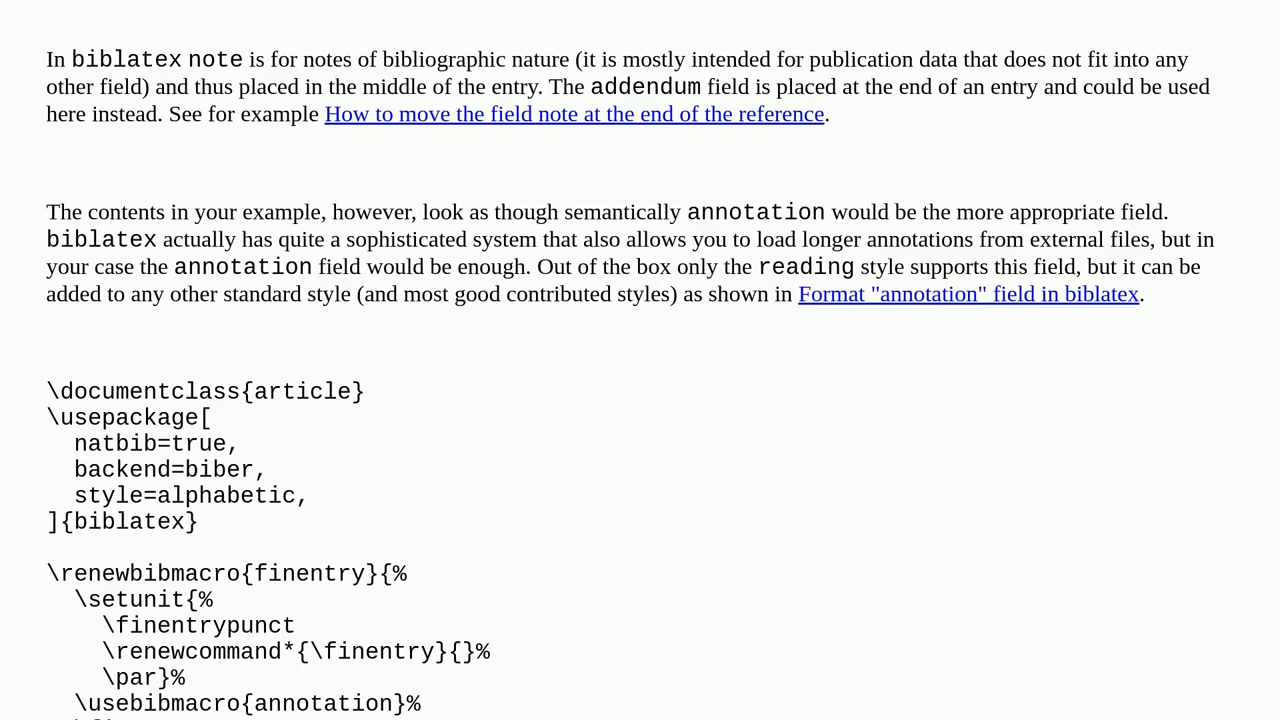 In biblatex note is for notes of bibliographic nature (it is mostly intended for publication data that does not fit into any
other field) and thus placed in the middle of the entry. The addendum field is placed at the end of an entry and could be used
here instead. See for example How to move the field note at the end of the reference.
The contents in your example, however, look as though semantically annotation would be the more appropriate field.
biblatex actually has quite a sophisticated system that also allows you to load longer annotations from external files, but in
your case the annotation field would be enough. Out of the box only the reading style supports this field, but it can be
added to any other standard style (and most good contributed styles) as shown in Format "annotation" field in biblatex.
\documentclass{article}
\usepackage[
  natbib=true,
  backend=biber,
  style=alphabetic,
]{biblatex}
\renewbibmacro{finentry}{%
  \setunit{%
    \finentrypunct
    \renewcommand*{\finentry}{}%
    \par}%
  \usebibmacro{annotation}%